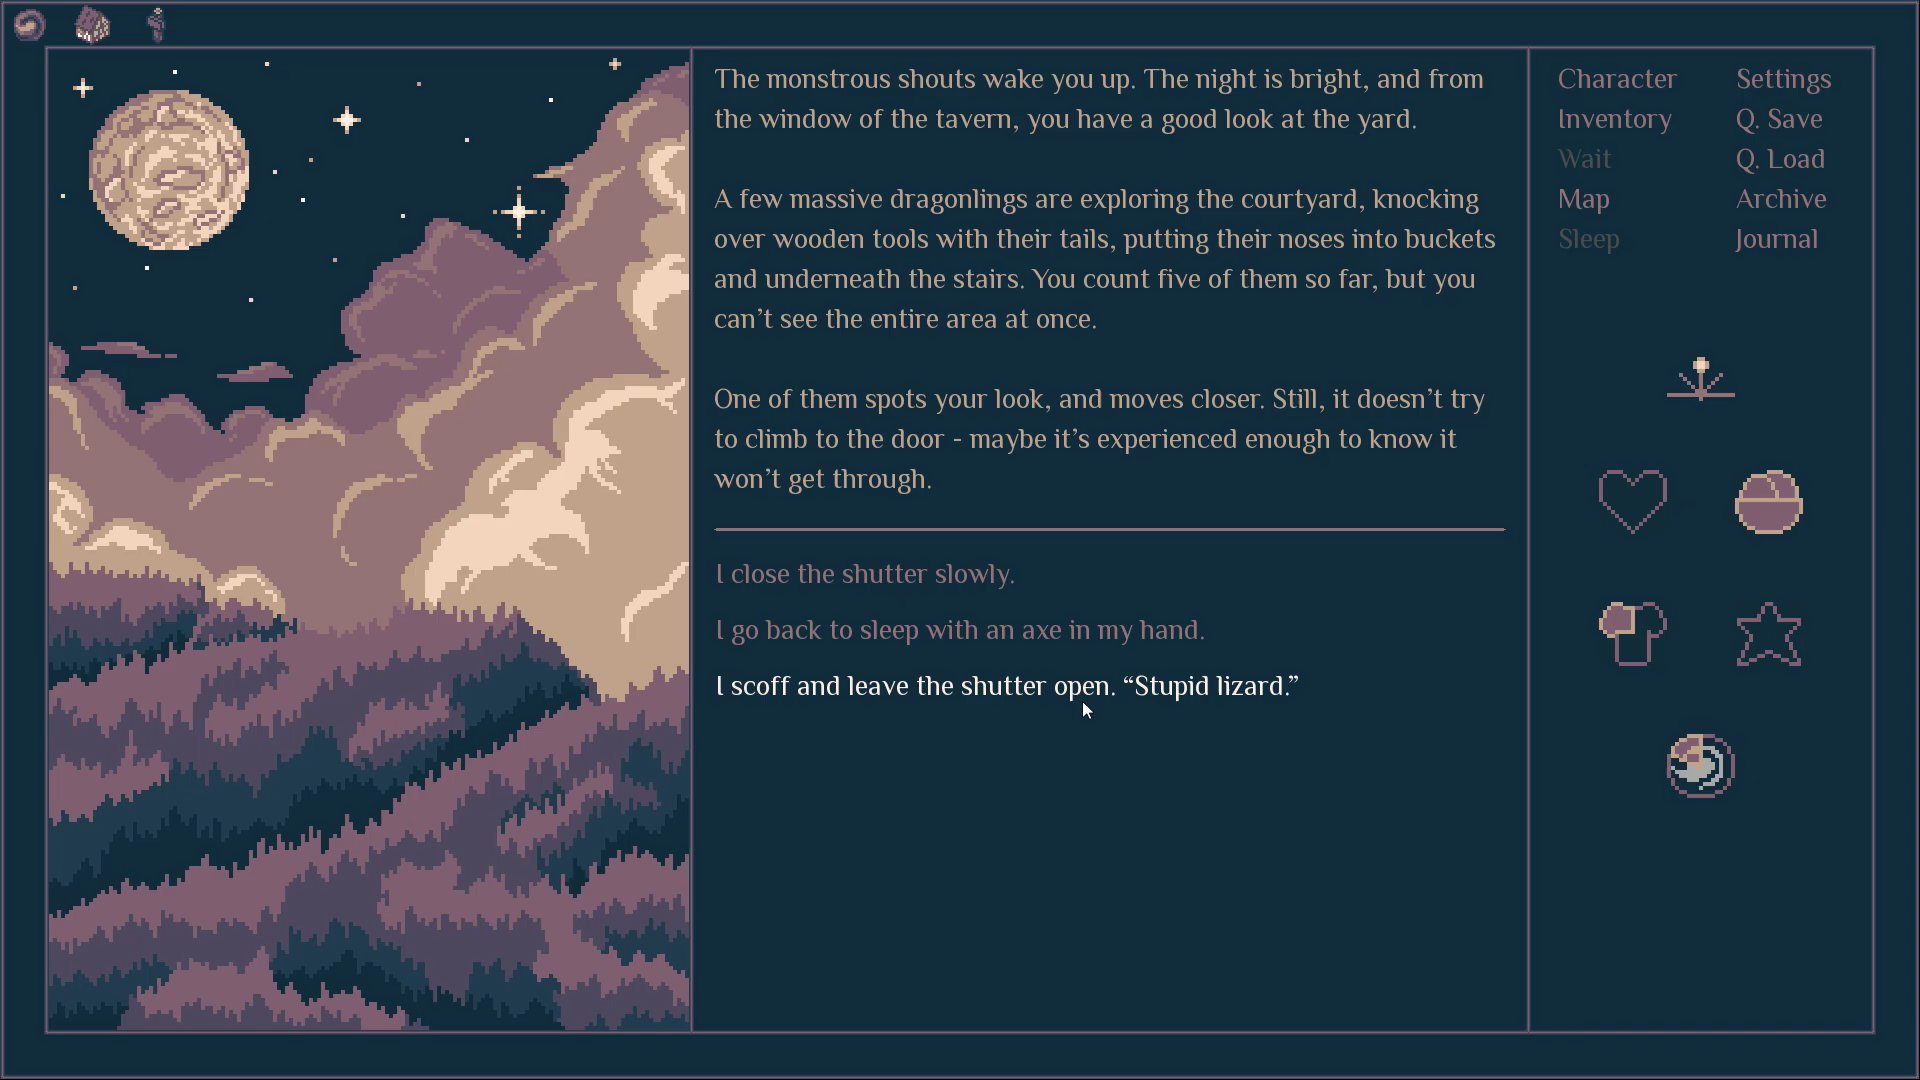 The monstrous shouts wake you up. The night is bright, and from
the window of the tavern, you have a good look at the yard.
A few massive dragonlings are exploring the courtyard, knocking
over wooden tools with their tails, putting their noses into buckets
and underneath the stairs. You count five of them so far, but you
can’t see the entire area at once.
One of them spots your look, and moves closer. Still, it doesn’t try
to climb to the door - maybe it’s experienced enough to know it
won’t get through.
I close the shutter slowly.
I go back to sleep with an axe in my hand.
I scoff and leave the shutter open. “Stupid lizard.”
Character Settings
Inventory Q. Save
Wait Q. Load
Map Archive
Sleep Journal